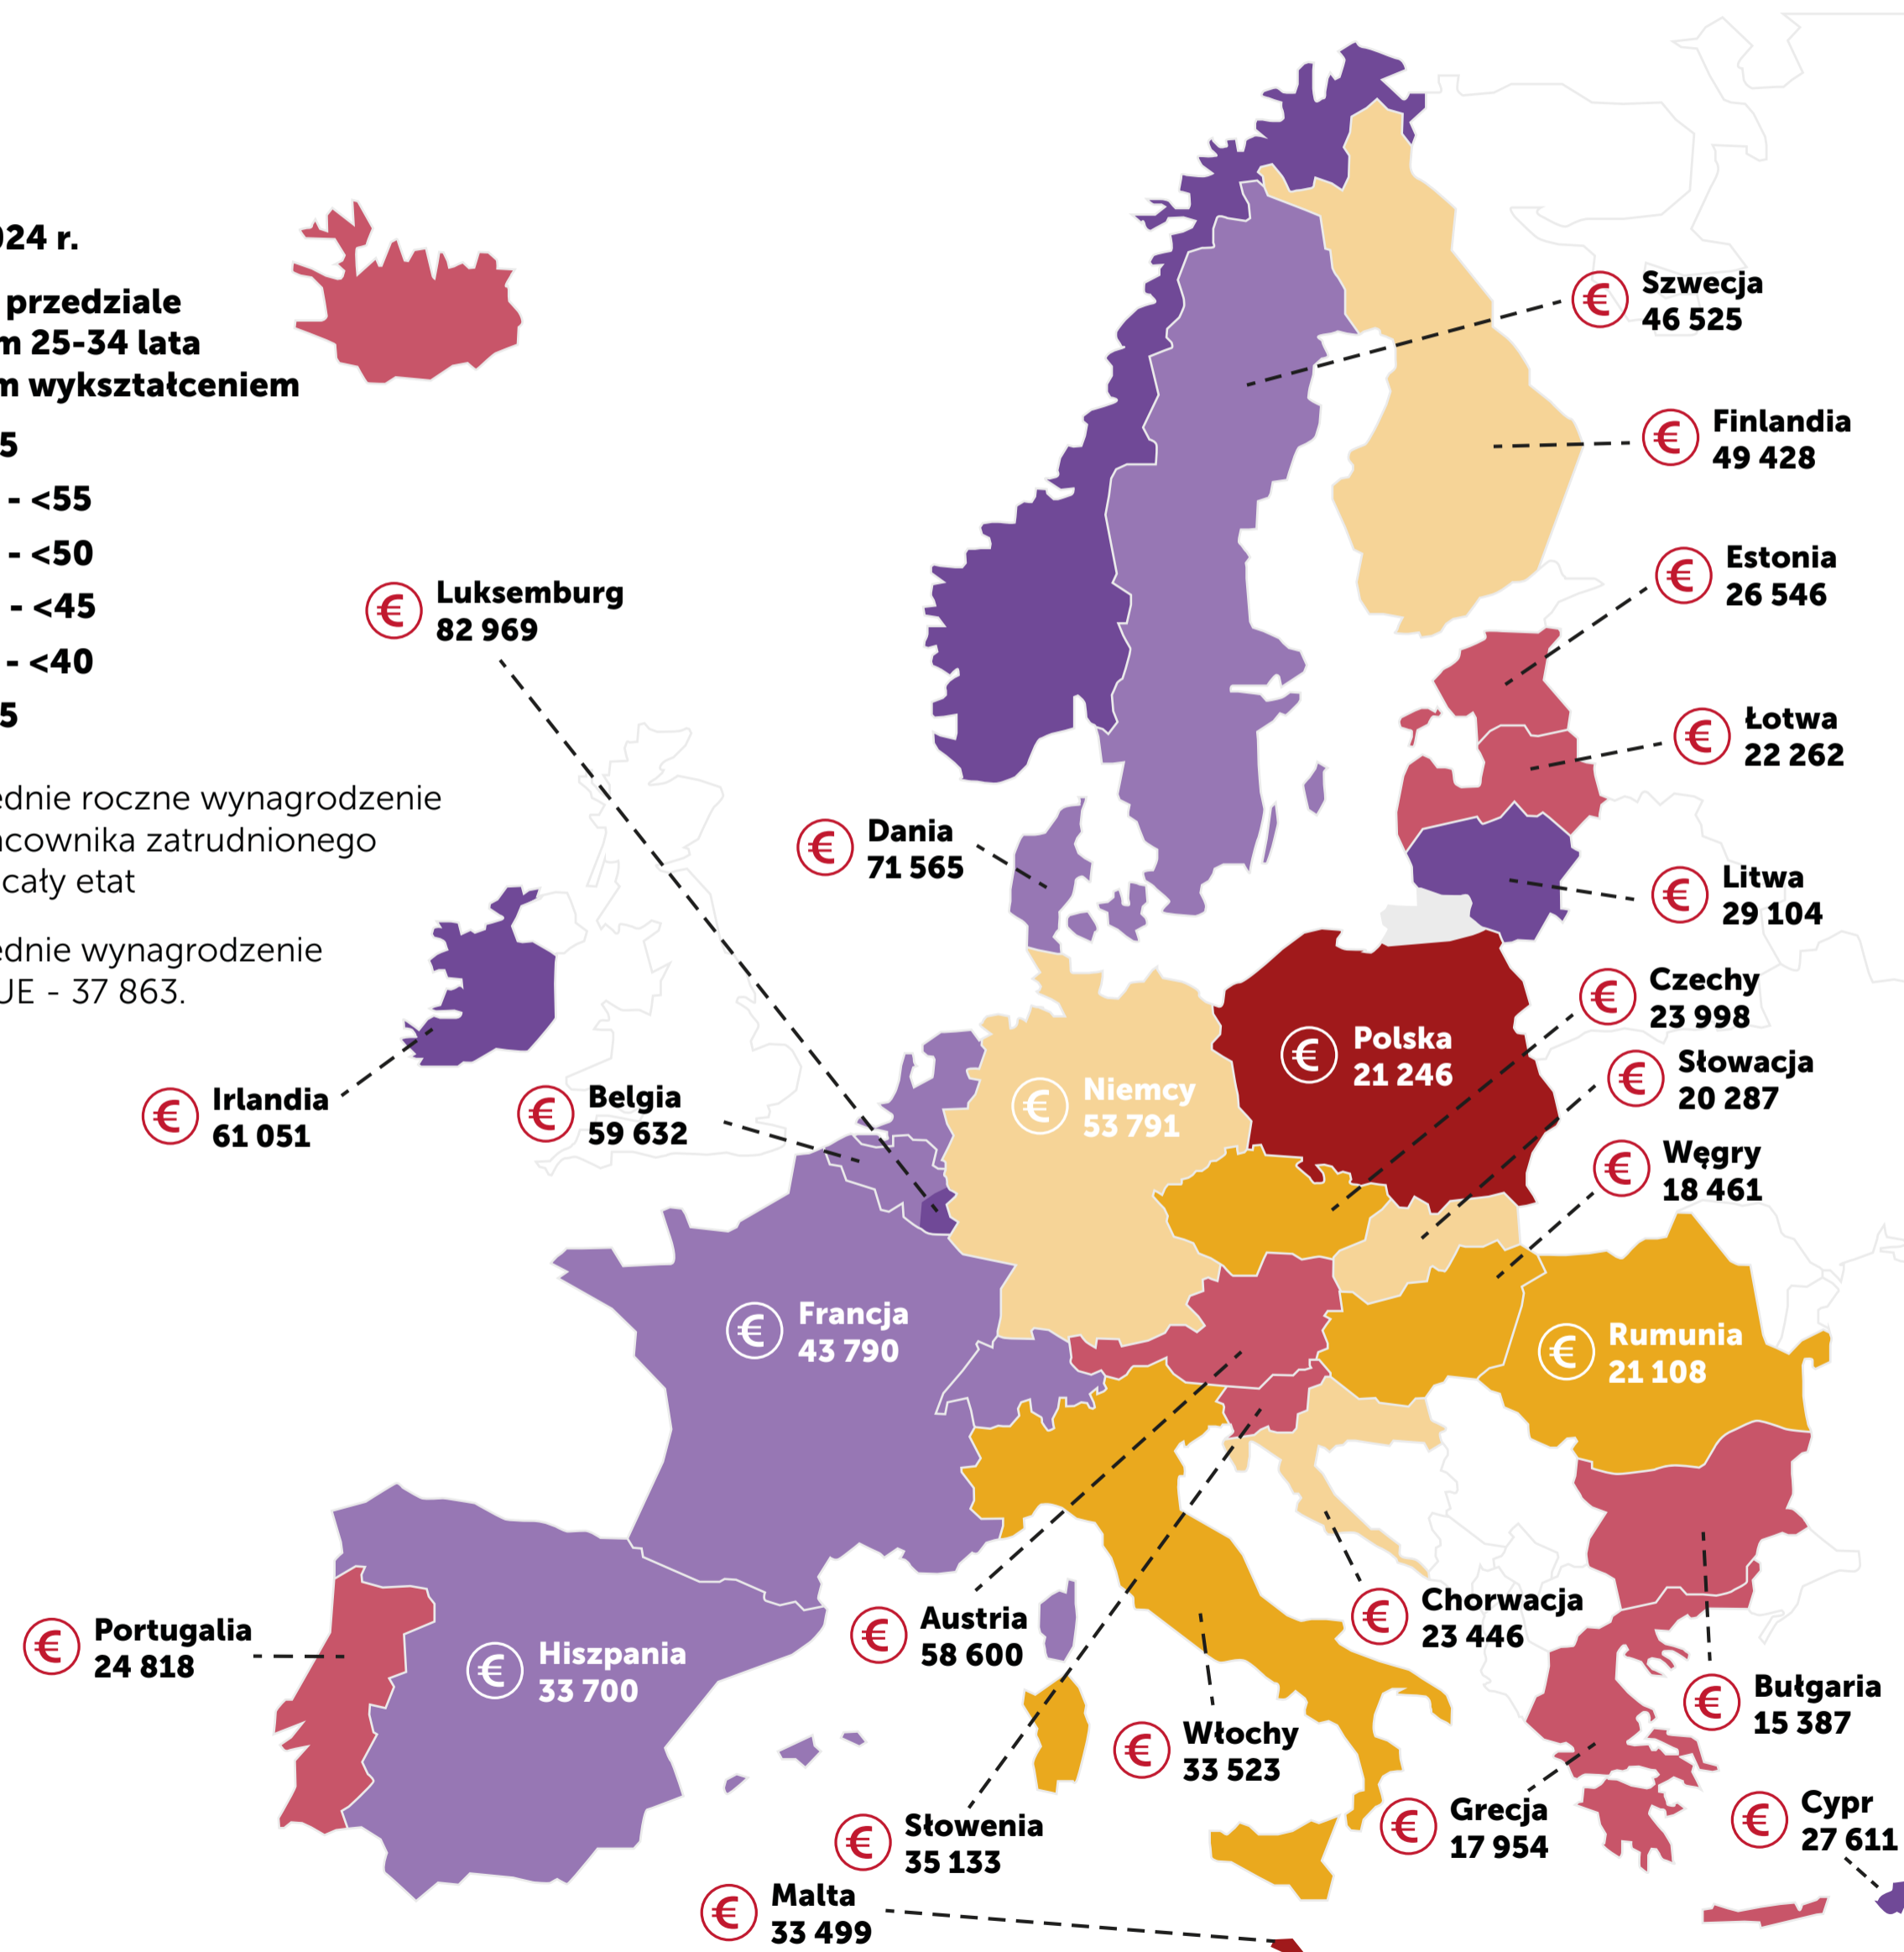 24 r.
przedziale
m 25-34 lata
m wykształceniem
5
- <55
- <50
- <45
- <40
5
ednie roczne wynagrodzenie
acownika zatrudnionego
cały etat
ednie wynagrodzenie
UE - 37 863.
€ Szwecja
46 525
€ Finlandia
49 428
€ Estonia
26 546
€ Luksemburg
82 969
€ Łotwa
22 262
€ Dania
71 565
€ Litwa
29 104
€ Czechy
23 998
€ Polska
21 246
€ Słowacja
20 287
€ Irlandia
61 051
€ Belgia
59 632
€ Niemcy
53 791
€ Węgry
18 461
€ Francja
43 790
€ Rumunia
21 108
€ Portugalia
24 818
€ Hiszpania
33 700
€ Austria
58 600
€ Chorwacja
23 446
€ Włochy
33 523
€ Bułgaria
15 387
€ Słowenia
35 133
€ Grecja
17 954
€ Cypr
27 611
€ Malta
33 499